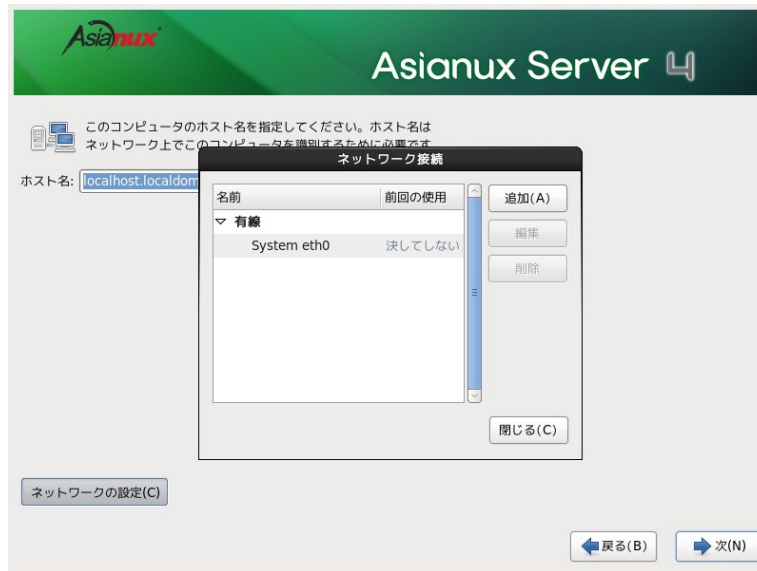 Asianux
Asianux Server 4
このコンピュータのホスト名を指定してください。ホスト名は
ネットワーク上でこのコンピュータを識別するために必要です
ネットワーク接続
ホスト名: localhost.localdom
名前 前回の使用
追加(A)
有線
編集
System eth0 決してしない
削除
閉じる(C)
ネットワークの設定(C)
戻る(B) 次(N)